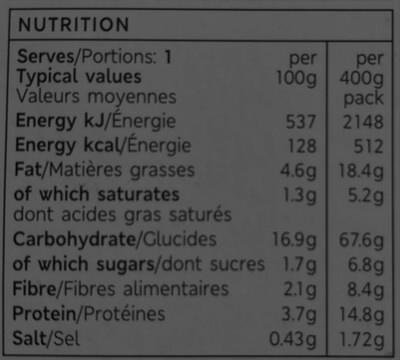 NUTRITION
Serves/Portions: 1 per per
Typical values 100g 400g
Valeurs moyennes pack
Energy kJ/Énergie 537 2148
Energy kcal/Énergie 128 512
Fat/Matières grasses 4.6g 18.4g
of which saturates 1.3g 5.2g
dont acides gras saturés
Carbohydrate/Glucides 16.9g 67.6g
of which sugars/dont sucres 1.7g 6.8g
Fibre/Fibres alimentaires 2.1g 8.4g
Protein/Protéines 3.7g 14.8g
Salt/Sel 0.43g 1.72g